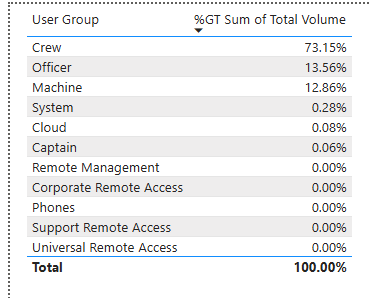 User Group %GT Sum of Total Volume
Crew 73.15%
Officer 13.56%
Machine 12.86%
System 0.28%
Cloud 0.08%
Captain 0.06%
Remote Management 0.00%
Corporate Remote Access 0.00%
Phones 0.00%
Support Remote Access 0.00%
Universal Remote Access 0.00%
Total 100.00%